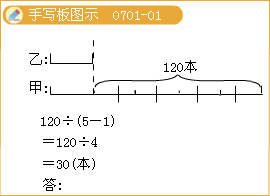 手写板图示 0701-01
乙:
120本
甲:
120÷(5—1)
＝120÷4
＝30(本)
答: